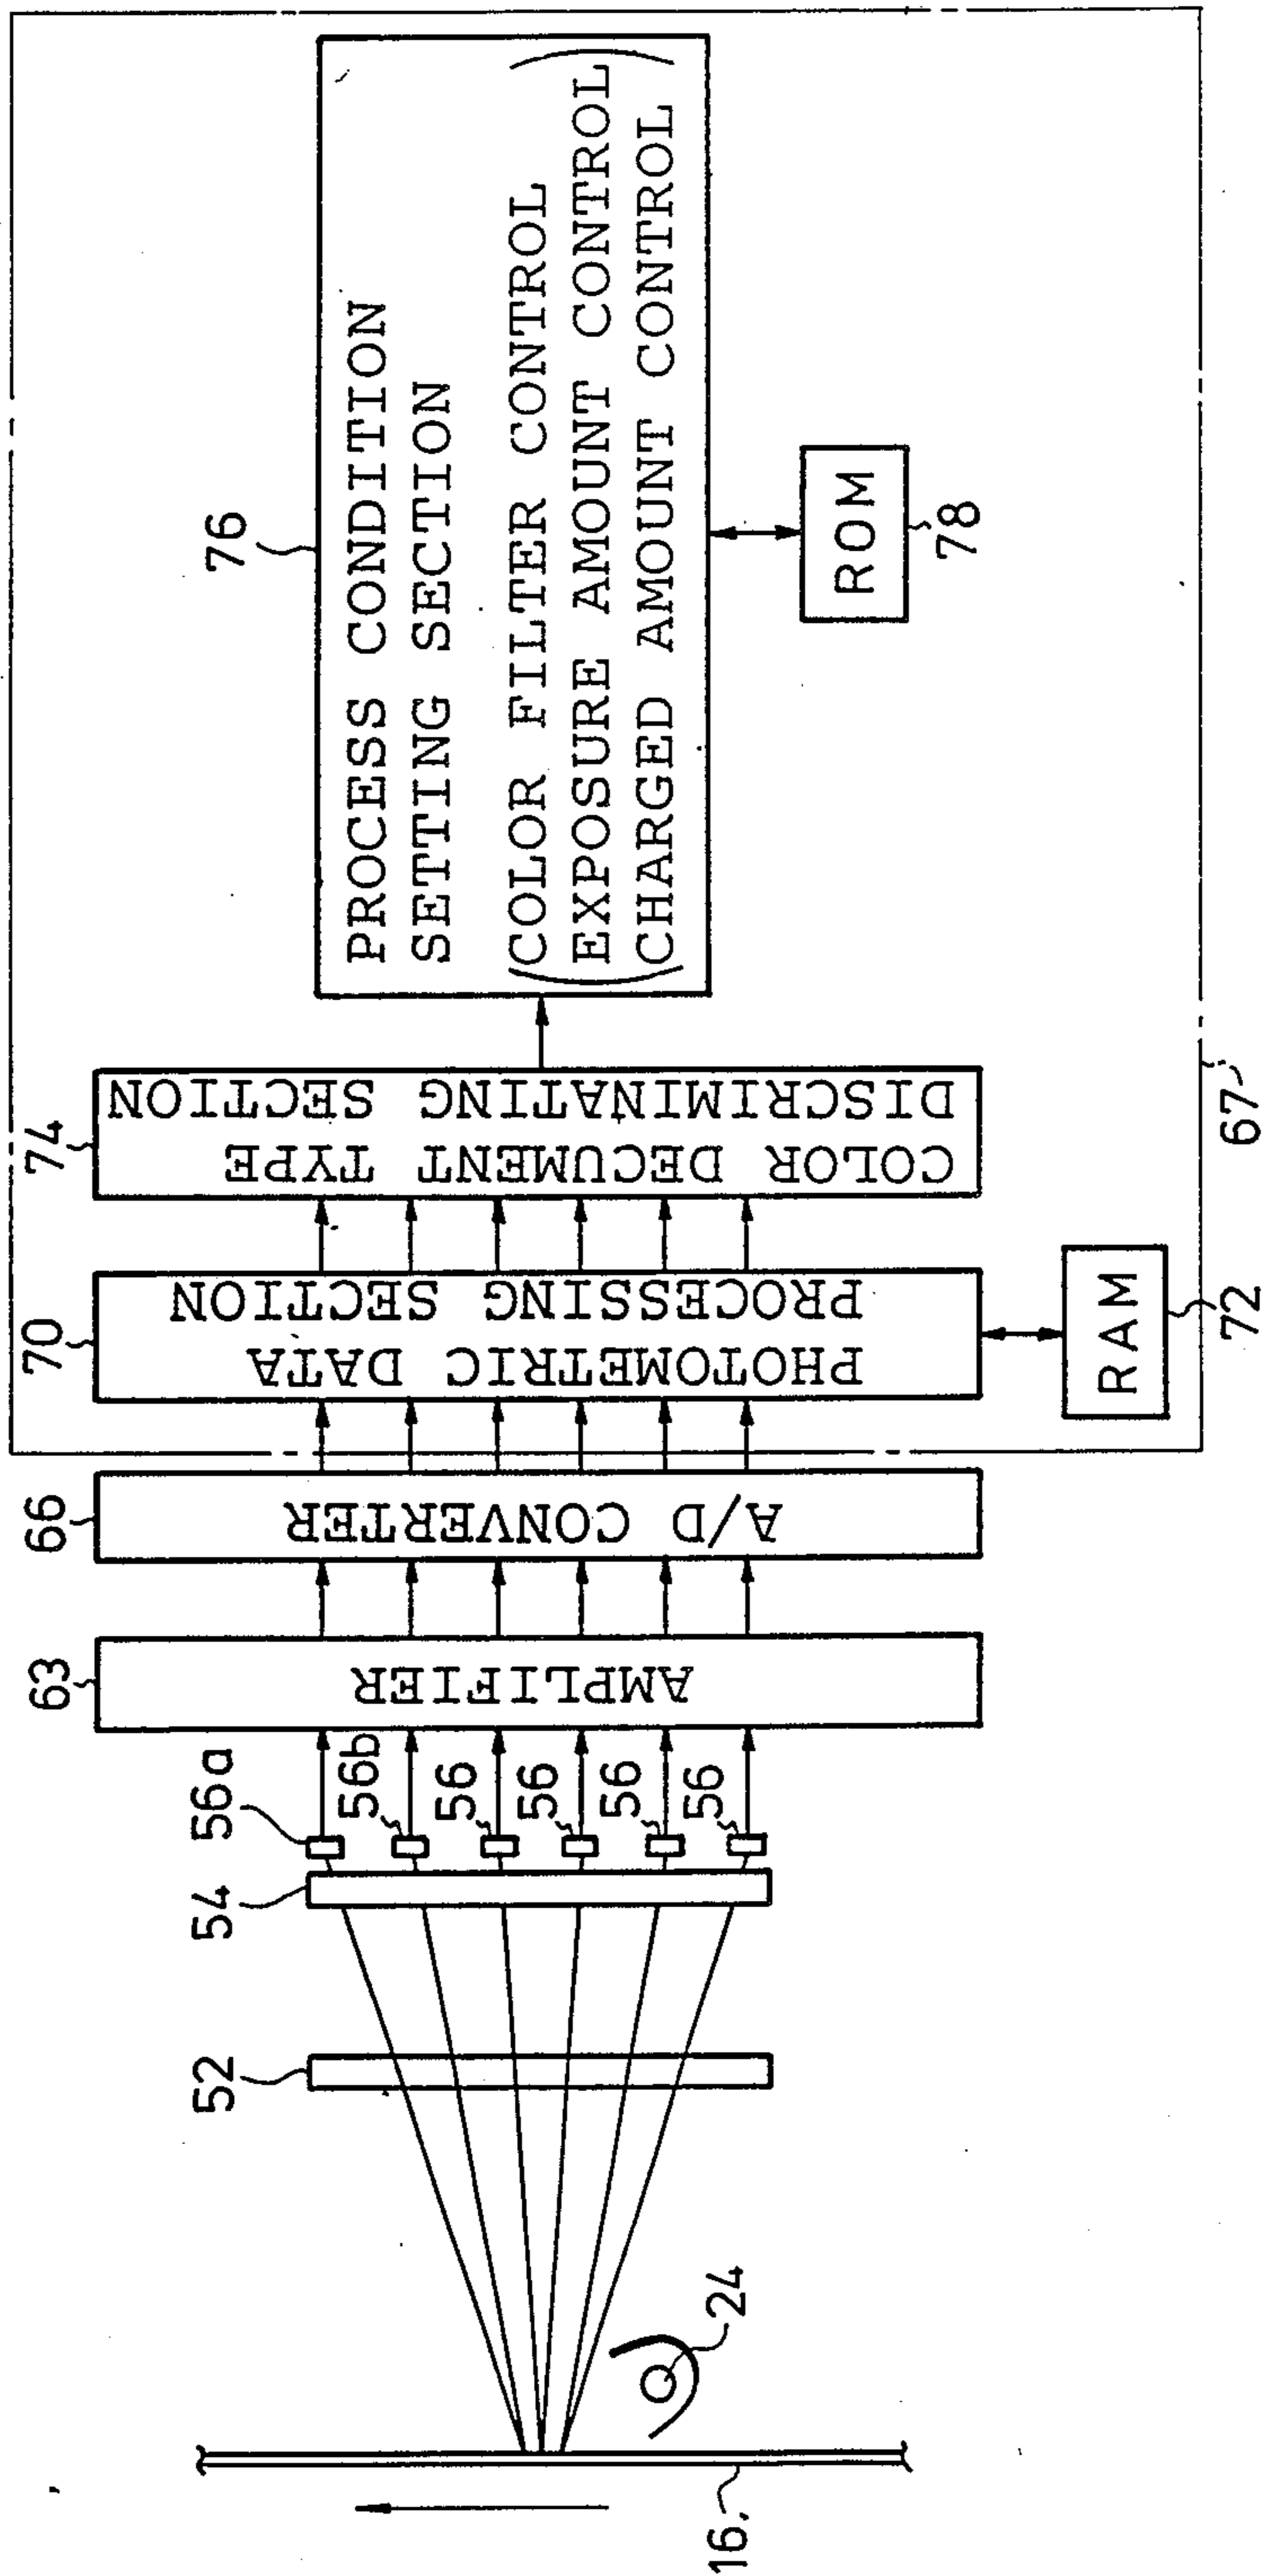 16
24
52
54
56a
56b
56
56
56
56
63
AMPLIFIER
66
A/D CONVERTER
70
PHOTOMETRIC DATA
PROCESSING SECTION
RAM
72
74
COLOR DECUMENT TYPE
DISCRIMINATING SECTION
76
PROCESS CONDITION
SETTING SECTION
(COLOR FILTER CONTROL
EXPOSURE AMOUNT CONTROL
CHARGED AMOUNT CONTROL)
ROM
78
67